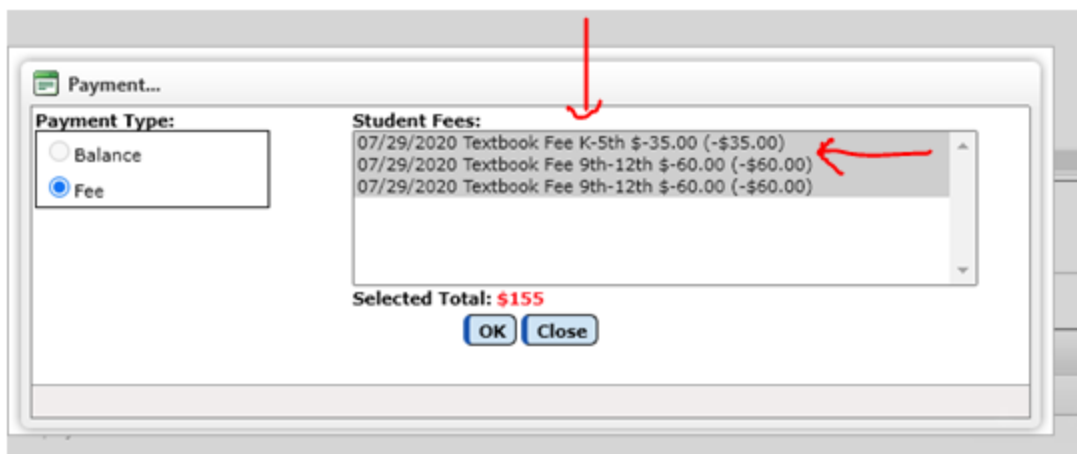 Payment...
Payment Type:
Balance
Fee
Student Fees:
07/29/2020 Textbook Fee K-5th $-35.00 (-$35.00)
07/29/2020 Textbook Fee 9th-12th $-60.00 (-$60.00)
07/29/2020 Textbook Fee 9th-12th $-60.00 (-$60.00)
Selected Total: $155
OK Close